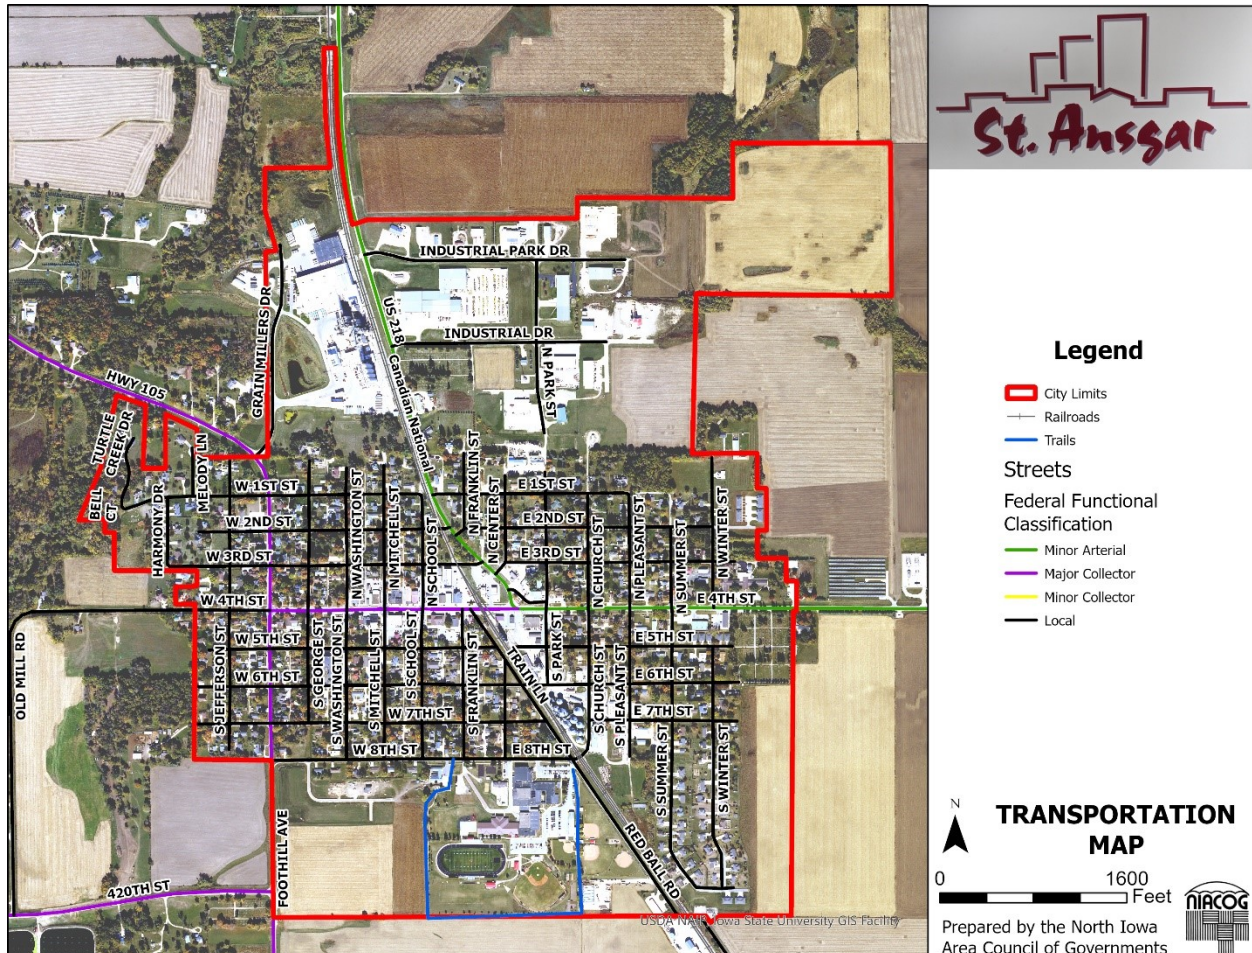 St. Ansgar
INDUSTRIAL PARK DR
US-218
INDUSTRIAL DR
GRAIN MILLERS DR
Canadian National
N PARK ST
HWY 105
BELL TURTLE
CREEK DR
CT
HARMONY DR
MELODY LN
W 1ST ST
W 2ND ST
W 3RD ST
W 4TH ST
N WASHINGTON ST
N MITCHELL ST
N SCHOOL ST
N FRANKLIN ST
N CENTER ST
E 1ST ST
E 2ND ST
E 3RD ST
N CHURCH ST
N PLEASANT ST
N SUMMER ST
N WINTER ST
E 4TH ST
OLD MILL RD
S JEFFERSON ST
W 5TH ST
W 6TH ST
S GEORGE ST
S WASHINGTON ST
S MITCHELL ST
S SCHOOL ST
W 7TH ST
S FRANKLIN ST
TRAIN LN
S PARK ST
S CHURCH ST
S PLEASANT ST
E 5TH ST
E 6TH ST
E 7TH ST
W 8TH ST
E 8TH ST
S SUMMER ST
S WINTER ST
FOOTHILL AVE
RED BALL RD
420TH ST
USDA NAIP, Iowa State University GIS Facility
Legend
City Limits
Railroads
Trails
Streets
Federal Functional
Classification
Minor Arterial
Major Collector
Minor Collector
Local
N
TRANSPORTATION
MAP
0 1600
Feet
Prepared by the North Iowa
Area Council of Governments
NIACOG